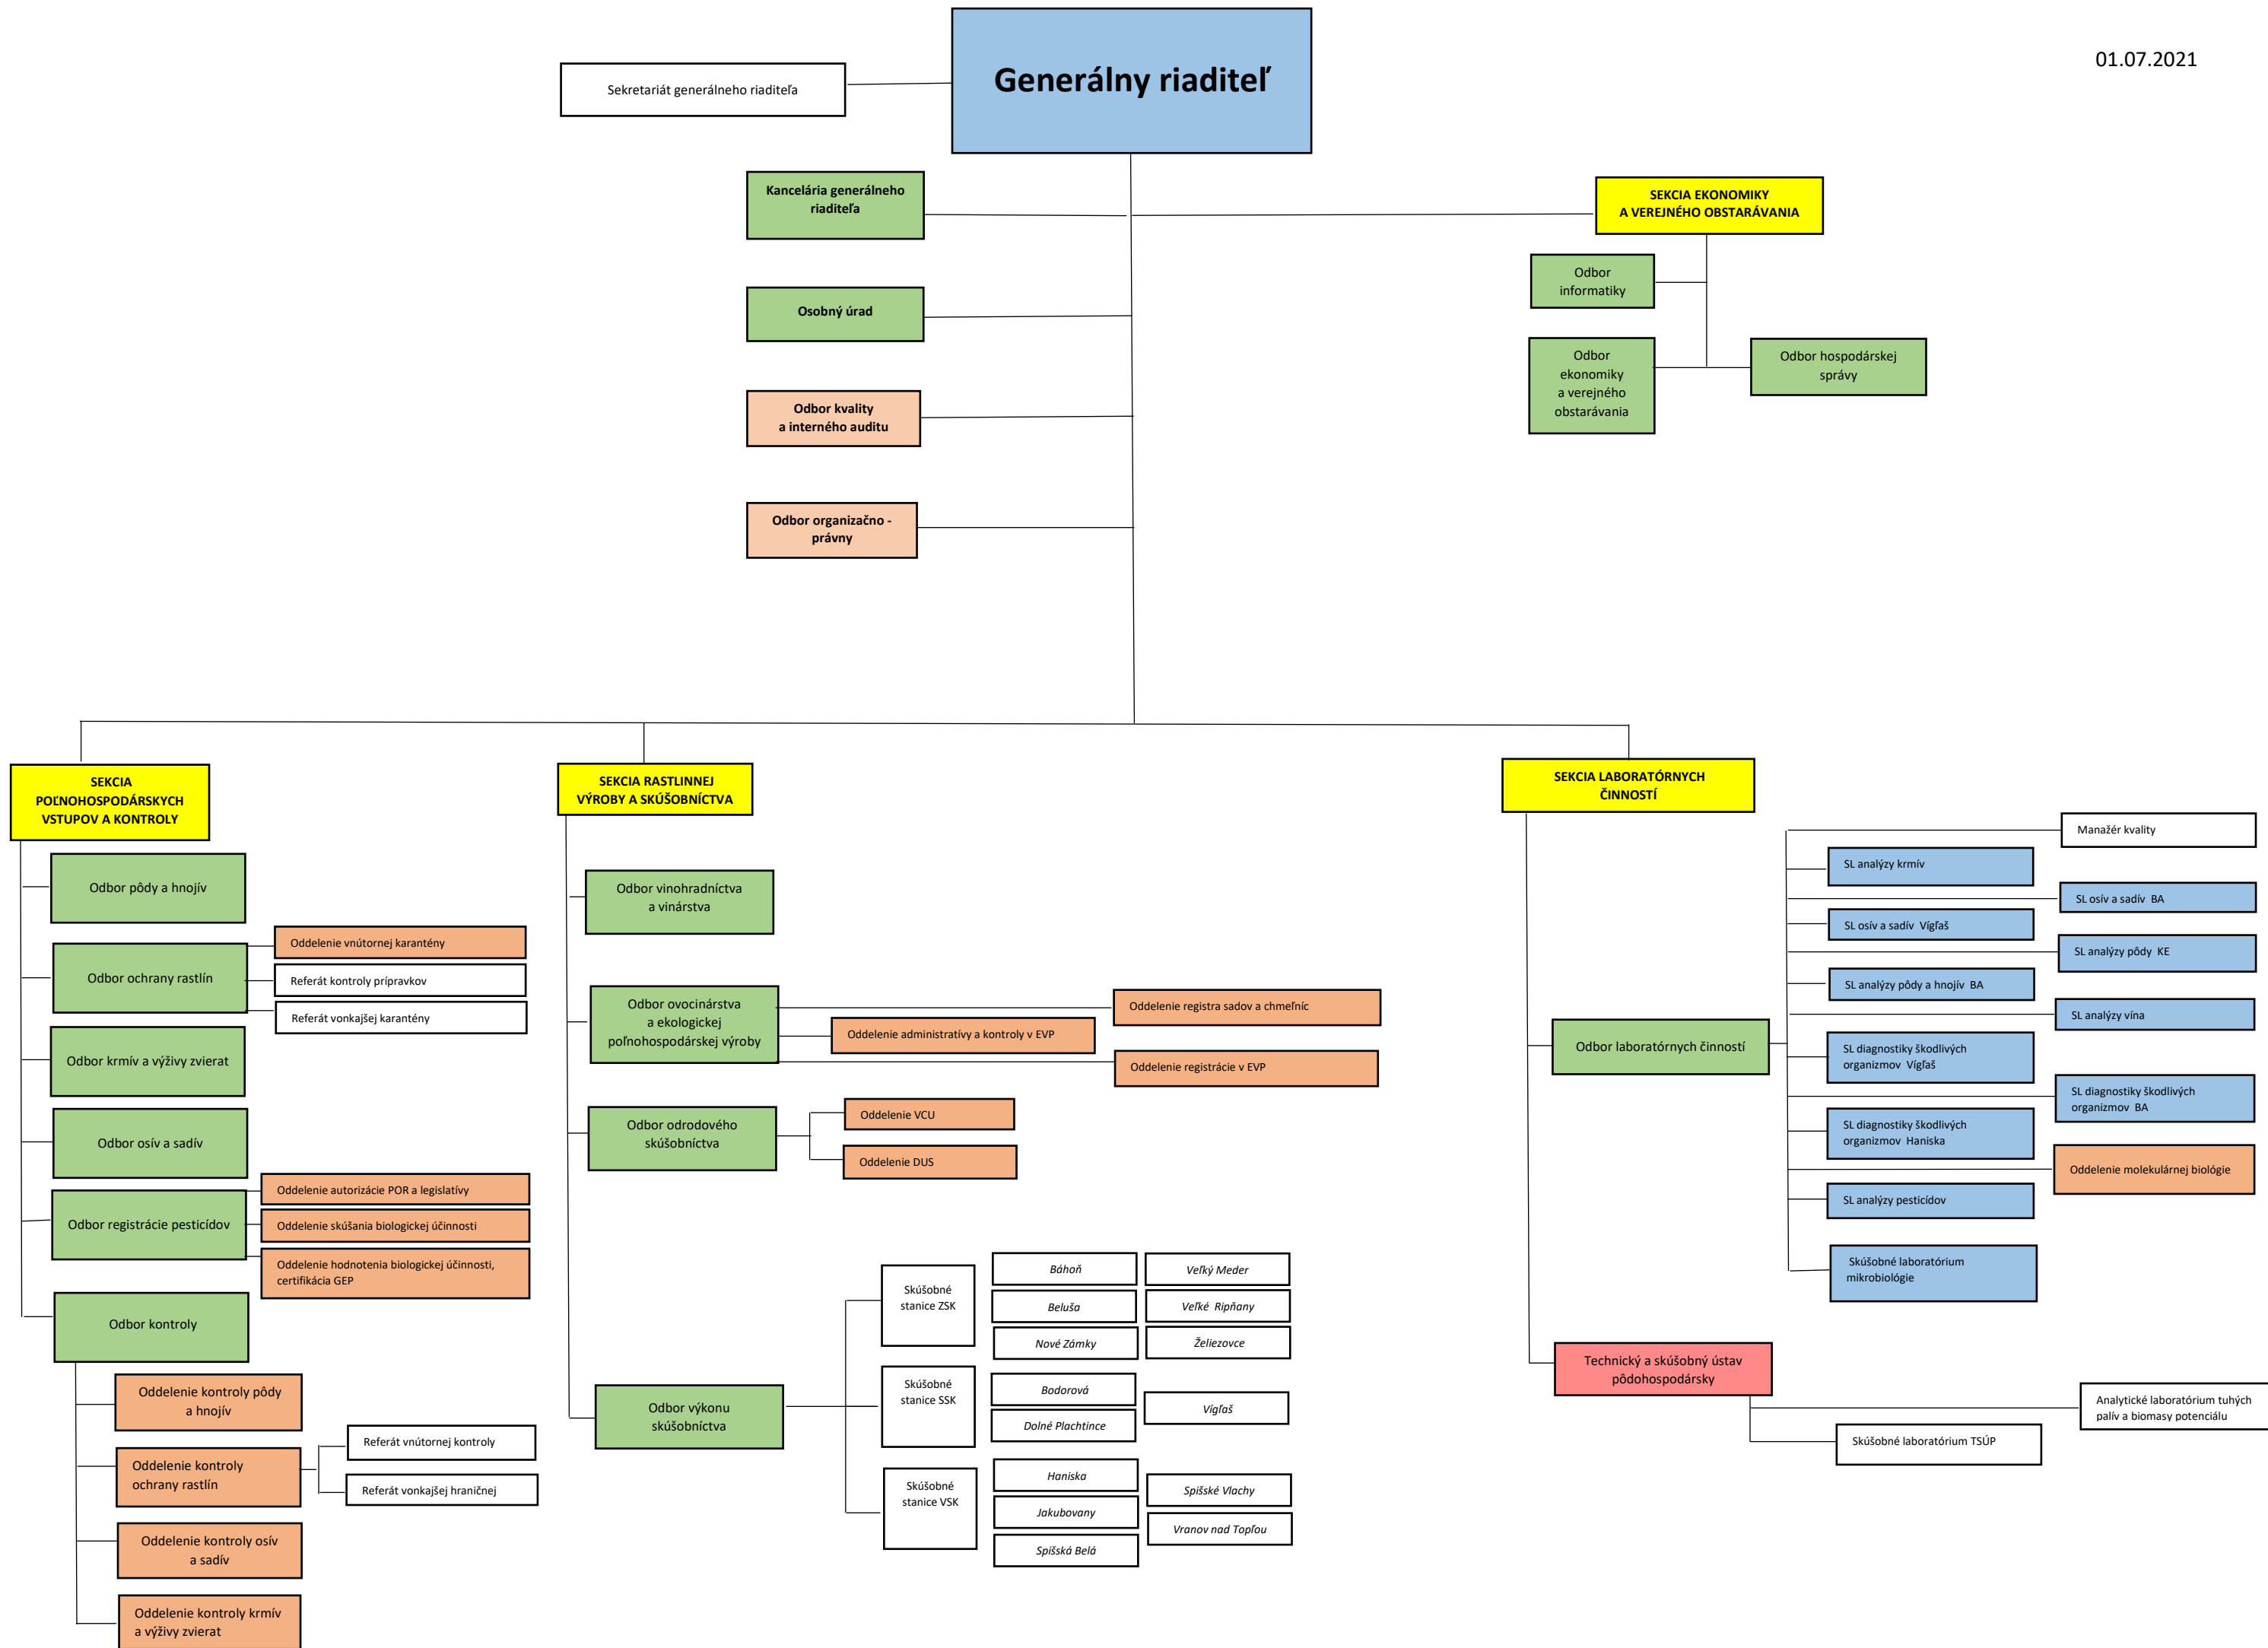 01.07.2021
Generálny riaditeľ
Sekretariát generálneho riaditeľa
Kancelária generálneho
riaditeľa
SEKCIA EKONOMIKY
A VEREJNÉHO OBSTARÁVANIA
Odbor
informatiky
Osobný úrad
Odbor
ekonomiky
a verejného
obstarávania
Odbor hospodárskej
správy
Odbor kvality
a interného auditu
Odbor organizačno -
právny
SEKCIA
POĽNOHOSPODÁRSKYCH
VSTUPOV A KONTROLY
Odbor pôdy a hnojív
Odbor ochrany rastlín
Oddelenie vnútornej karantény
Referát kontroly prípravkov
Referát vonkajšej karantény
Odbor krmív a výživy zvierat
Odbor osív a sadív
Odbor registrácie pesticídov
Oddelenie autorizácie POR a legislatívy
Oddelenie skúšania biologickej účinnosti
Oddelenie hodnotenia biologickej účinnosti,
certifikácia GEP
Odbor kontroly
Oddelenie kontroly pôdy
a hnojív
Oddelenie kontroly
ochrany rastlín
Referát vnútornej kontroly
Referát vonkajšej hraničnej
Oddelenie kontroly osív
a sadív
Oddelenie kontroly krmív
a výživy zvierat
SEKCIA RASTLINNEJ
VÝROBY A SKÚŠOBNÍCTVA
Odbor vinohradníctva
a vinárstva
Odbor ovocinárstva
a ekologickej
poľnohospodárskej výroby
Oddelenie registra sadov a chmeľníc
Oddelenie administratívy a kontroly v EVP
Oddelenie registrácie v EVP
Odbor odrodového
skúšobníctva
Oddelenie VCU
Oddelenie DUS
Odbor výkonu
skúšobníctva
Skúšobné
stanice ZSK
Báhoň
Veľký Meder
Beluša
Veľké Ripňany
Nové Zámky
Želiezovce
Skúšobné
stanice SSK
Bodorová
Vígľaš
Dolné Plachtince
Skúšobné
stanice VSK
Haniska
Spišské Vlachy
Jakubovany
Vranov nad Topľou
Spišská Belá
SEKCIA LABORATÓRNYCH
ČINNOSTÍ
Odbor laboratórnych činností
Manažér kvality
SL analýzy krmív
SL osív a sadív BA
SL osív a sadív Vígľaš
SL analýzy pôdy KE
SL analýzy pôdy a hnojív BA
SL analýzy vína
SL diagnostiky škodlivých
organizmov Vígľaš
SL diagnostiky škodlivých
organizmov BA
SL diagnostiky škodlivých
organizmov Haniska
Oddelenie molekulárnej biológie
SL analýzy pesticídov
Skúšobné laboratórium
mikrobiológie
Technický a skúšobný ústav
pôdohospodársky
Analytické laboratórium tuhých
palív a biomasy potenciálu
Skúšobné laboratórium TSÚP